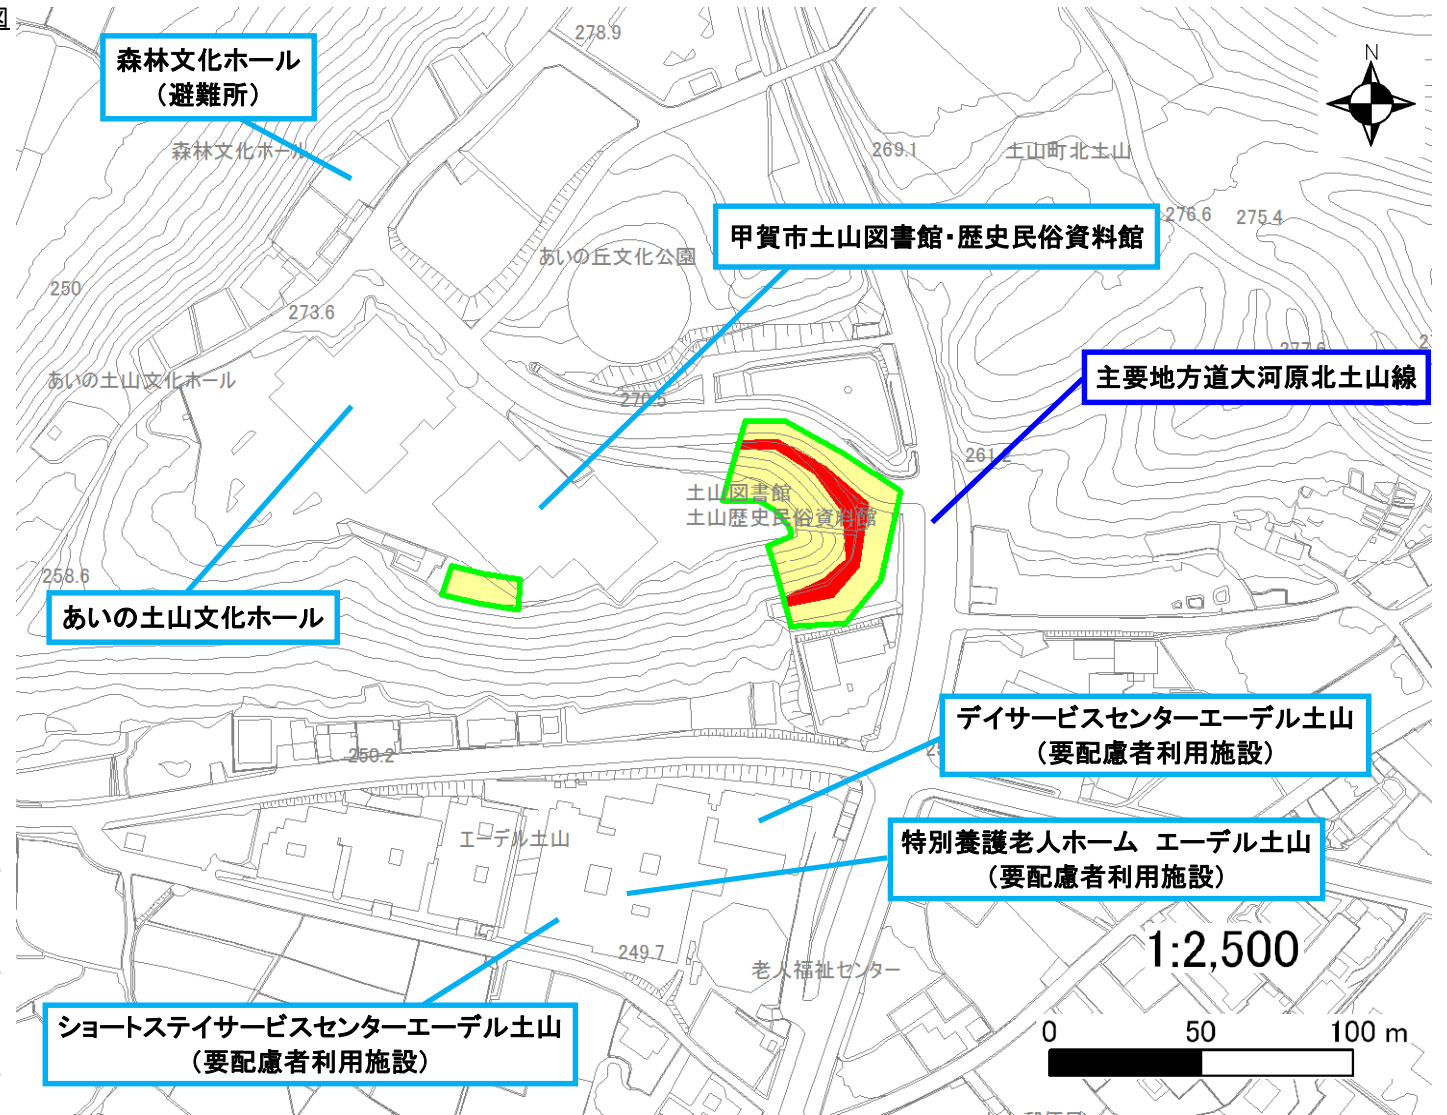 図
278.9
N
森林文化ホール
（避難所）
森林文化ホール
269.1
土山町北土山
276.6
275.4
甲賀市土山図書館・歴史民俗資料館
あいの丘文化公園
250
273.6
277.6
主要地方道大河原北土山線
あいの土山文化ホール
270.5
261.2
土山図書館
土山歴史民俗資料館
258.6
あいの土山文化ホール
デイサービスセンターエーデル土山
（要配慮者利用施設）
250.2
エーデル土山
特別養護老人ホーム　エーデル土山
（要配慮者利用施設）
249.7
老人福祉センター
1:2,500
ショートステイサービスセンターエーデル土山
（要配慮者利用施設）
0 50 100 m